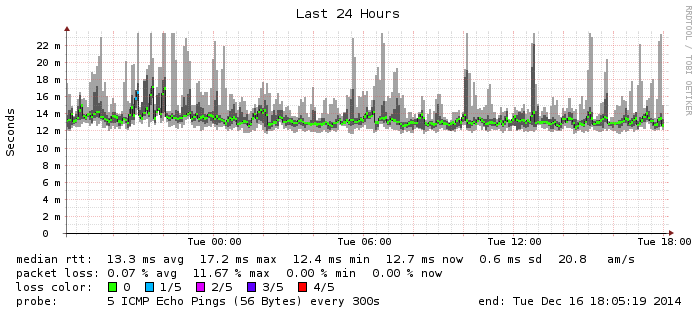 Last 24 Hours
RRDTOOL / TOBI OETIKER
Seconds
22 m
20 m
18 m
16 m
14 m
12 m
10 m
8 m
6 m
4 m
2 m
0
Tue 00:00 Tue 06:00 Tue 12:00 Tue 18:00
median rtt: 13.3 ms avg 17.2 ms max 12.4 ms min 12.7 ms now 0.6 ms sd 20.8 am/s
packet loss: 0.07 % avg 11.67 % max 0.00 % min 0.00 % now
loss color: 0 1/5 2/5 3/5 4/5
probe: 5 ICMP Echo Pings (56 Bytes) every 300s end: Tue Dec 16 18:05:19 2014